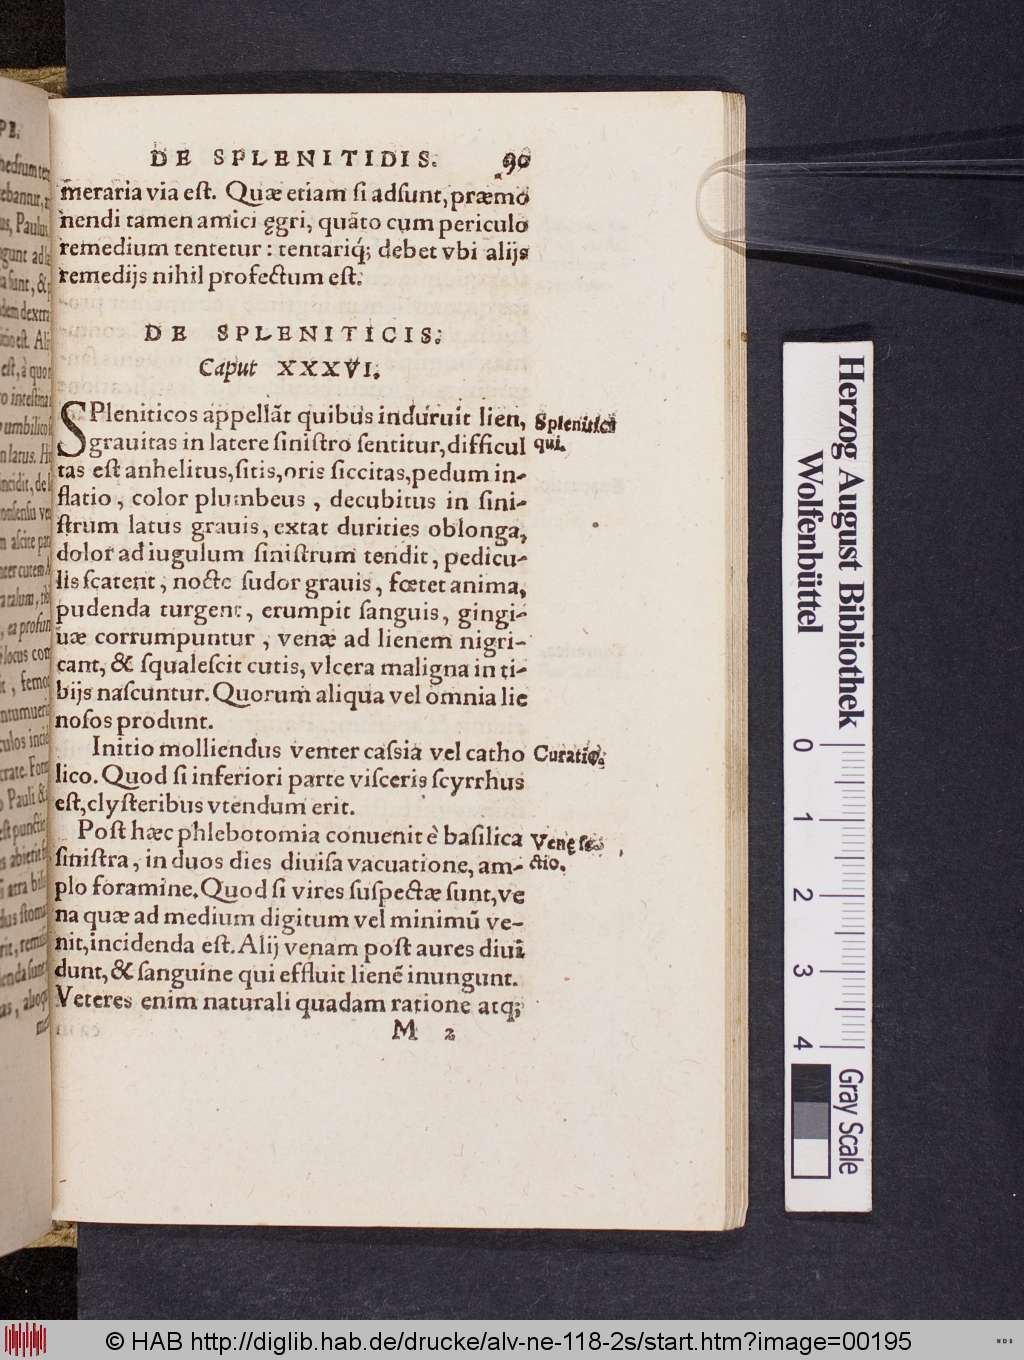 DE SPLENITIDIS. 90
meraria via est. Quæ etiam si adsunt, præmo
nendi tamen amici ęgri, quãto cum periculo
remedium tentetur: tentariq́; debet vbi alijs
remedijs nihil profectum est.
DE SPLENITICIS.
Caput XXXVI.
SPleniticos appellãt quibus induruit lien,
grauitas in latere sinistro sentitur, difficul
tas est anhelitus, sitis, oris siccitas, pedum in-
flatio, color plumbeus, decubitus in sini-
strum latus grauis, extat durities oblonga,
dolor ad iugulum sinistrum tendit, pedicu-
lis scatent, nocte sudor grauis, fœtet anima,
pudenda turgent, erumpit sanguis, gingi-
uæ corrumpuntur, venæ ad lienem nigri-
cant, & squalescit cutis, vlcera maligna in ti-
bijs nascuntur. Quorum aliqua vel omnia lie
nosos produnt.
Splenitici
qui.
Initio molliendus venter cassia vel catho
lico. Quod si inferiori parte visceris scyrrhus
est, clysteribus vtendum erit.
Curatio.
Post hæc phlebotomia conuenit è basilica
sinistra, in duos dies diuisa vacuatione, am-
plo foramine. Quod si vires suspectæ sunt, ve
na quæ ad medium digitum vel minimũ ve-
nit, incidenda est. Alij venam post aures diui
dunt, & sanguine qui effluit lienẽ inungunt.
Veteres enim naturali quadam ratione atq;
Venę se-
ctio.
M 2
Herzog August Bibliothek
Wolfenbüttel
0 1 2 3 4
Gray Scale
© HAB http://diglib.hab.de/drucke/alv-ne-118-2s/start.htm?image=00195